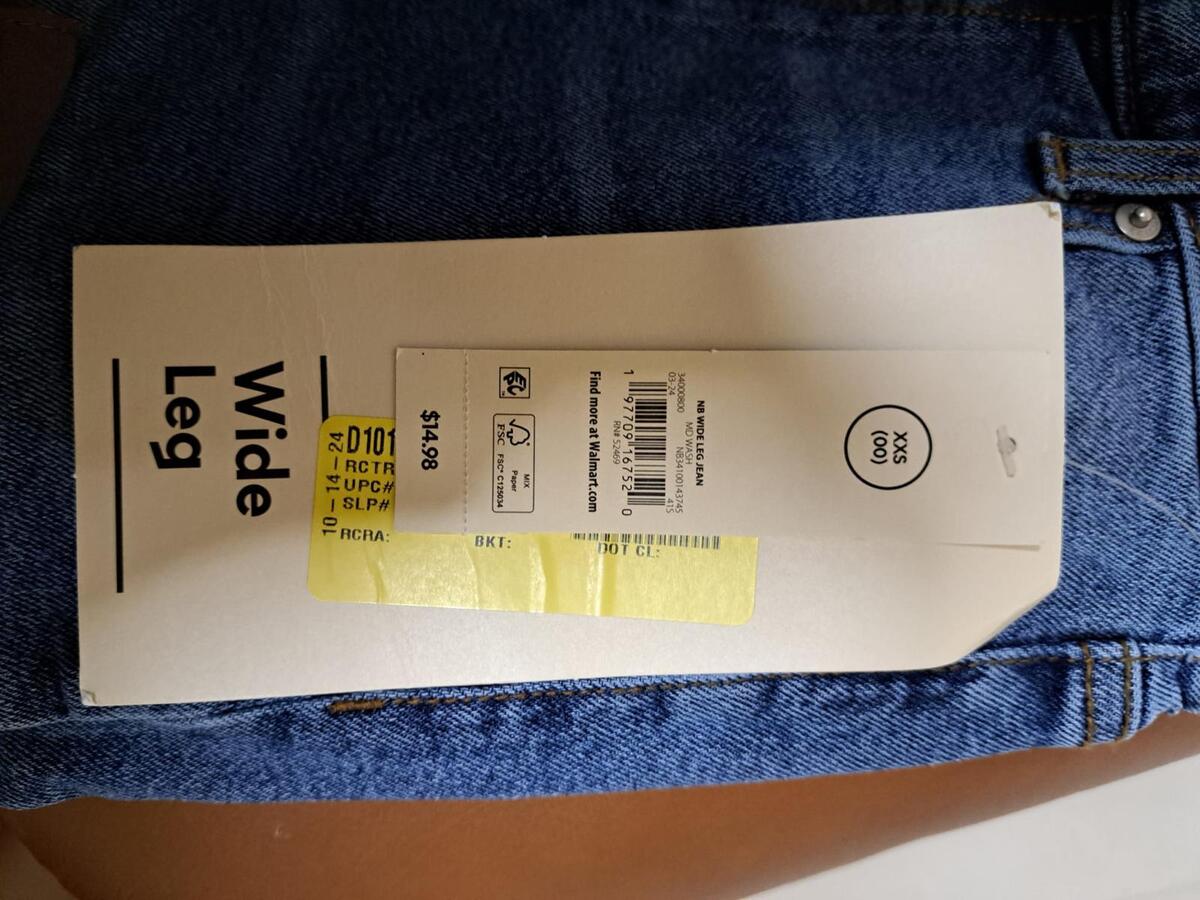 XXS
(00)
NB WIDE LEG JEAN
NB34100143745
MD WASH 415
34000800
03-24
RN# 52469
1 97709 16752 0
Find more at Walmart.com
EPC
FSC
MIX
Paper
FSC® C125034
$14.98
Wide
Leg
D101
RCTR
UPC#
SLP#
RCRA:
BKT:
DOT CL:
10-14-24